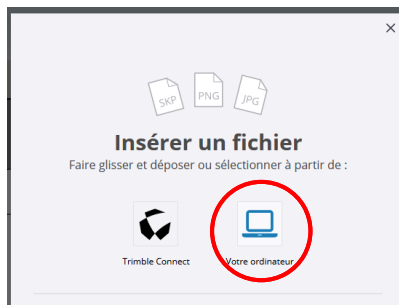 SKP PNG JPG
Insérer un fichier
Faire glisser et déposer ou sélectionner à partir de :
Trimble Connect Votre ordinateur